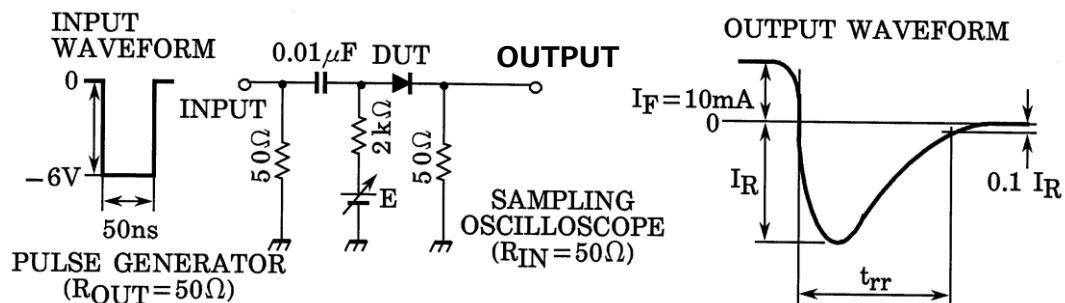 INPUT
WAVEFORM
0
−6V
50ns
PULSE GENERATOR
(ROUT=50Ω)
INPUT
0.01μF
DUT
OUTPUT
50Ω
2kΩ
E
50Ω
SAMPLING
OSCILLOSCOPE
(RIN=50Ω)
OUTPUT WAVEFORM
IF=10mA
0
IR
0.1 IR
trr